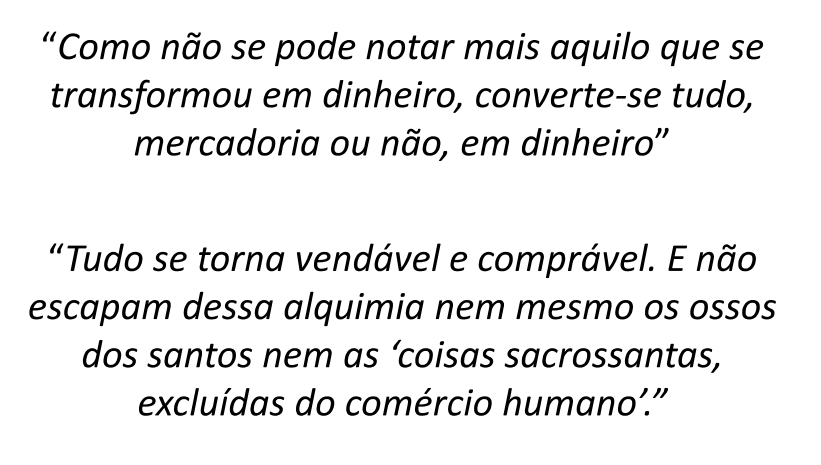 “Como não se pode notar mais aquilo que se
transformou em dinheiro, converte-se tudo,
mercadoria ou não, em dinheiro”
“Tudo se torna vendável e comprável. E não
escapam dessa alquimia nem mesmo os ossos
dos santos nem as ‘coisas sacrossantas,
excluídas do comércio humano’.”